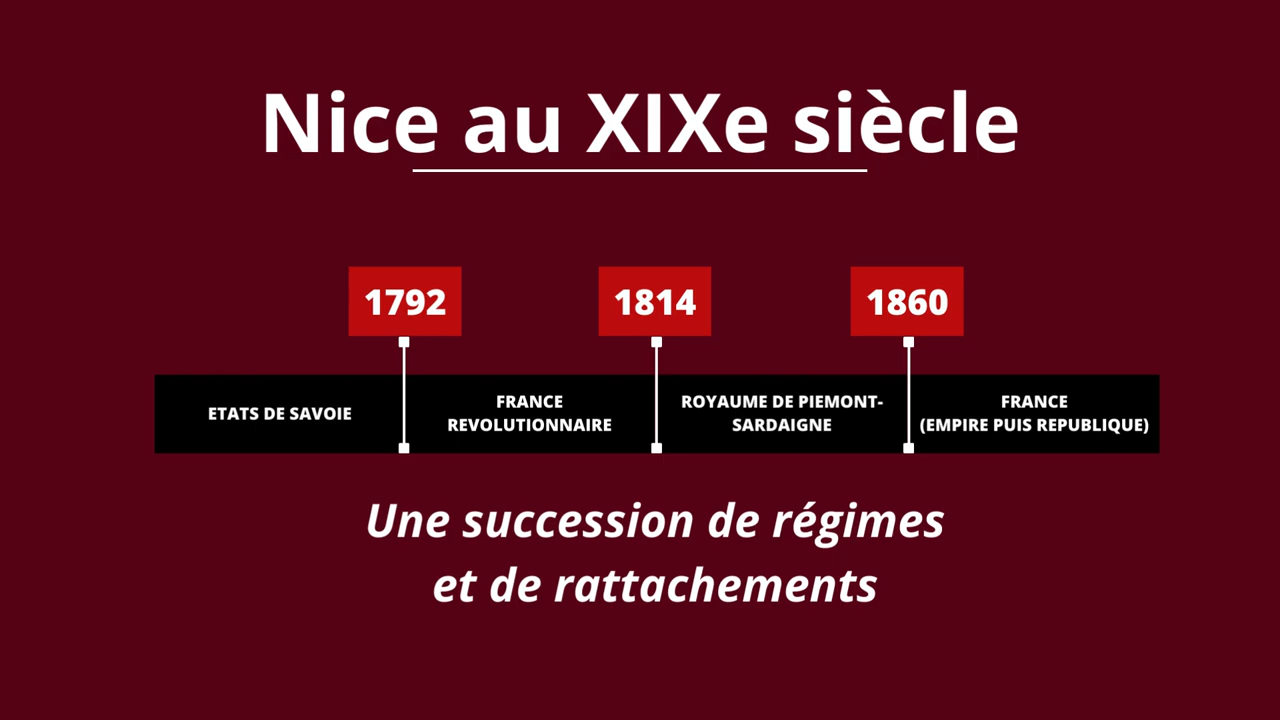 Nice au XIXe siècle
1792
1814
1860
ETATS DE SAVOIE
FRANCE
REVOLUTIONNAIRE
ROYAUME DE PIEMONT-
SARDAIGNE
FRANCE
(EMPIRE PUIS REPUBLIQUE)
Une succession de régimes
et de rattachements